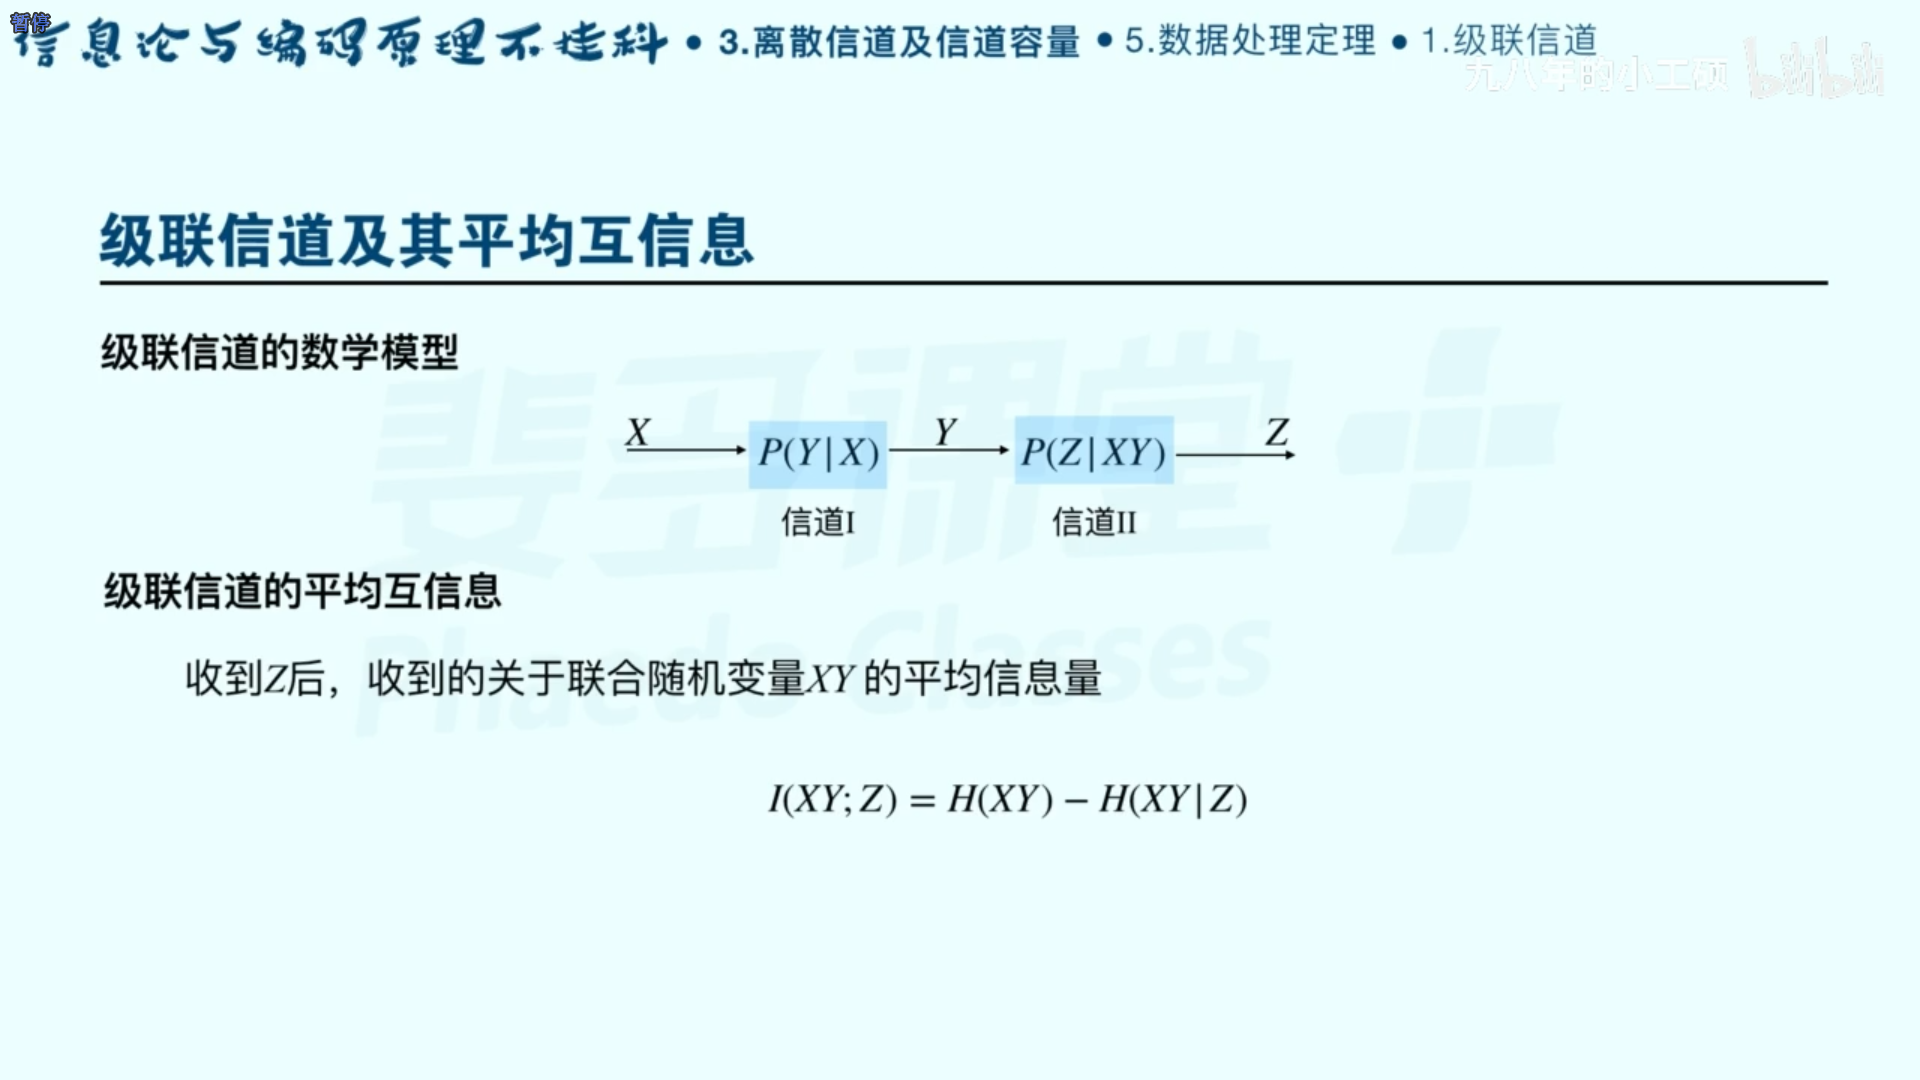 暂停
信息论与编码原理不挂科 • 3.离散信道及信道容量 • 5.数据处理定理 • 1.级联信道
九八年的小工硕 bilibili
级联信道及其平均互信息
级联信道的数学模型
X P(Y|X) Y P(Z|XY) Z
信道I 信道II
级联信道的平均互信息
收到Z后，收到的关于联合随机变量XY 的平均信息量
I(XY; Z) = H(XY) − H(XY|Z)
斐多课堂
Phaedo Classes